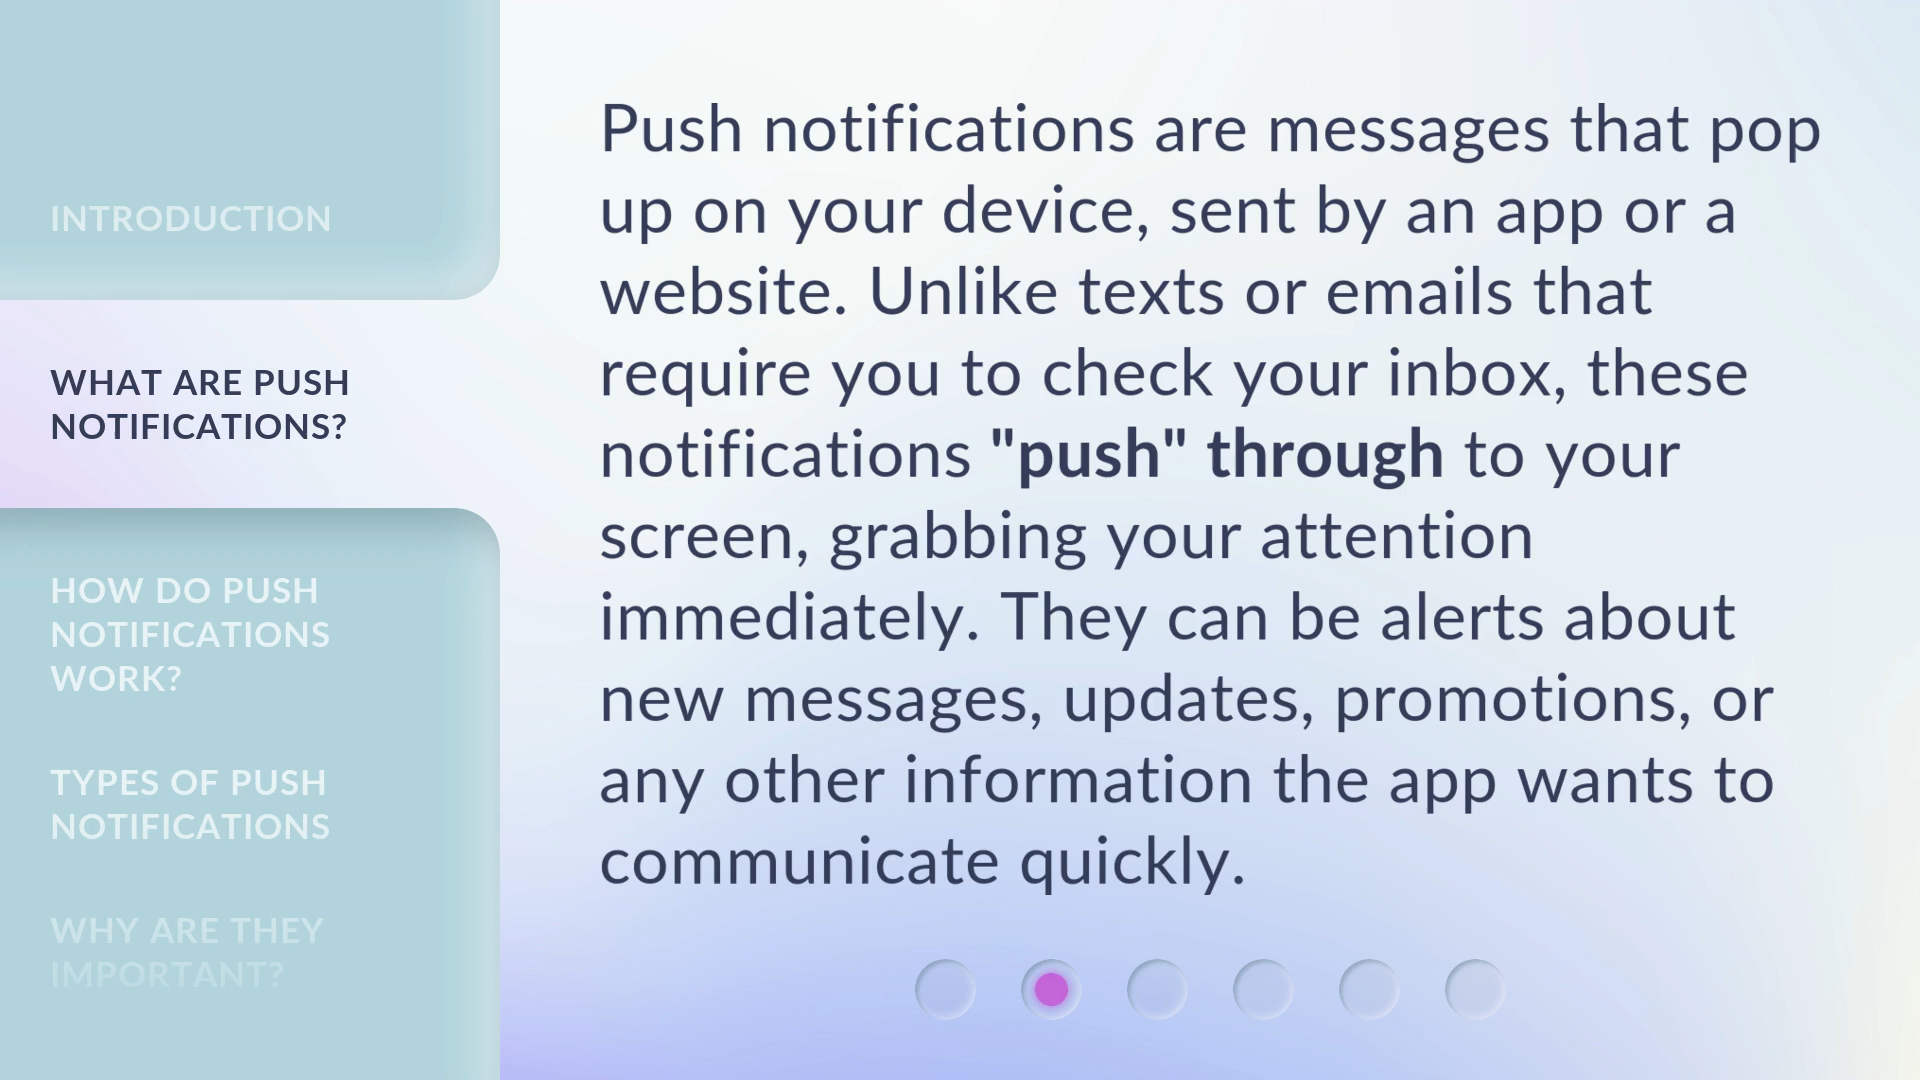 INTRODUCTION
WHAT ARE PUSH
NOTIFICATIONS?
HOW DO PUSH
NOTIFICATIONS
WORK?
TYPES OF PUSH
NOTIFICATIONS
WHY ARE THEY
IMPORTANT?
Push notifications are messages that pop
up on your device, sent by an app or a
website. Unlike texts or emails that
require you to check your inbox, these
notifications "push" through to your
screen, grabbing your attention
immediately. They can be alerts about
new messages, updates, promotions, or
any other information the app wants to
communicate quickly.